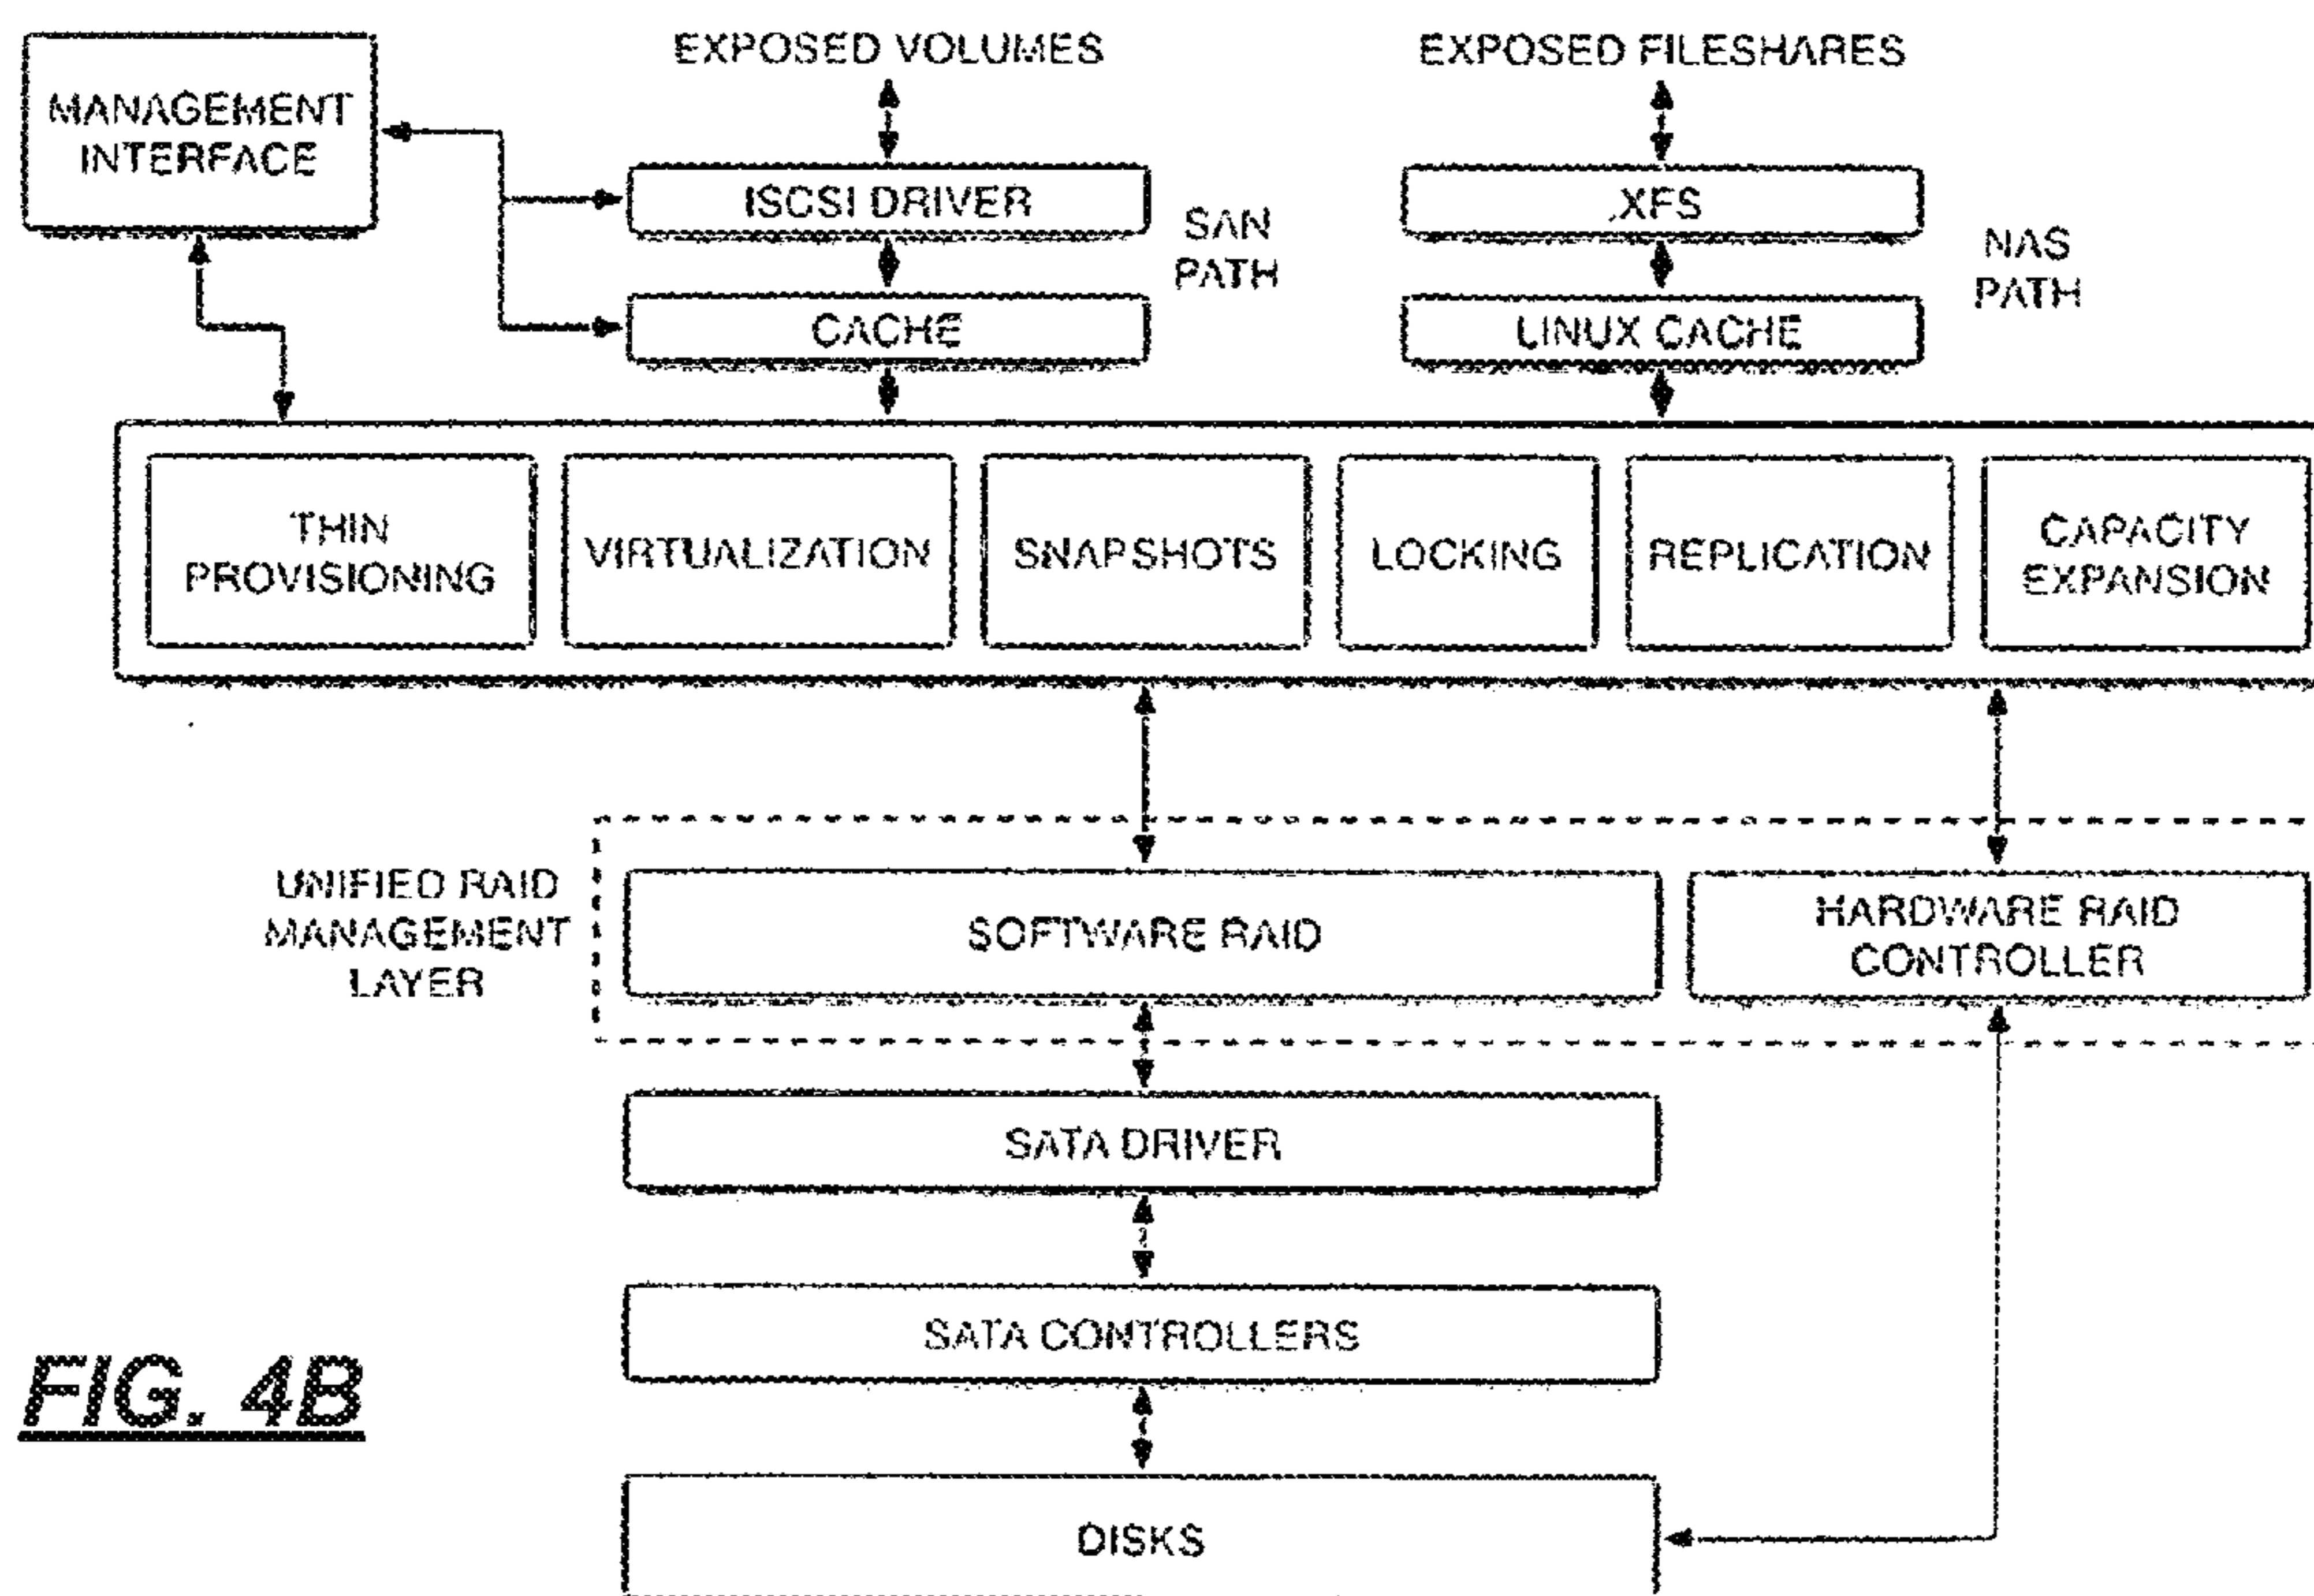 EXPOSED VOLUMES
EXPOSED FILESHARES
MANAGEMENT
INTERFACE
ISCSI DRIVER
XFS
SAN
PATH
NAS
PATH
CACHE
LINUX CACHE
THIN
PROVISIONING
VIRTUALIZATION
SNAPSHOTS
LOCKING
REPLICATION
CAPACITY
EXPANSION
UNIFIED RAID
MANAGEMENT
LAYER
SOFTWARE RAID
HARDWARE RAID
CONTROLLER
SATA DRIVER
SATA CONTROLLERS
FIG. 4B
DISKS